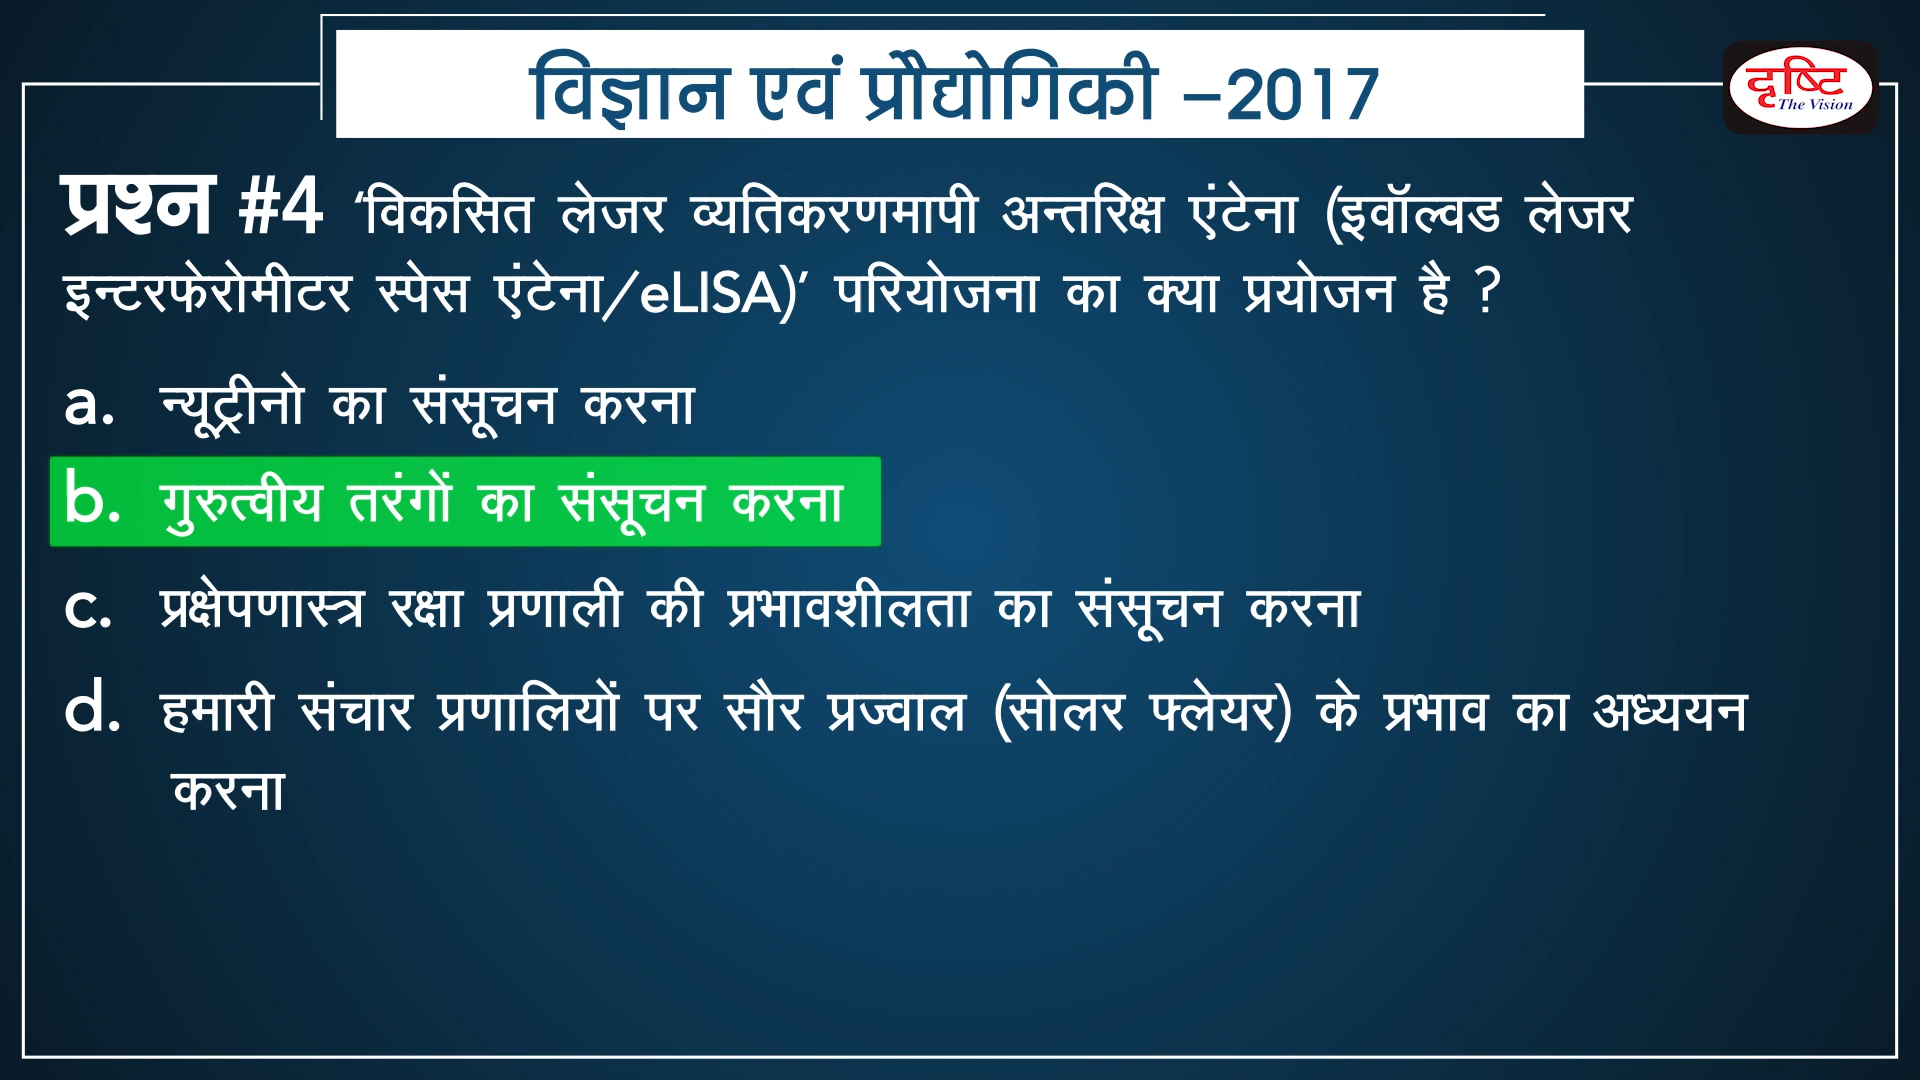 विज्ञान एवं प्रौद्योगिकी –2017
दृष्टि
The Vision
प्रश्न #4 ‘विकसित लेजर व्यतिकरणमापी अन्तरिक्ष एंटेना (इवॉल्वड लेजर
इन्टरफेरोमीटर स्पेस एंटेना/eLISA)’ परियोजना का क्या प्रयोजन है ?
a. न्यूट्रीनो का संसूचन करना
b. गुरुत्वीय तरंगों का संसूचन करना
c. प्रक्षेपणास्त्र रक्षा प्रणाली की प्रभावशीलता का संसूचन करना
d. हमारी संचार प्रणालियों पर सौर प्रज्वाल (सोलर फ्लेयर) के प्रभाव का अध्ययन
करना